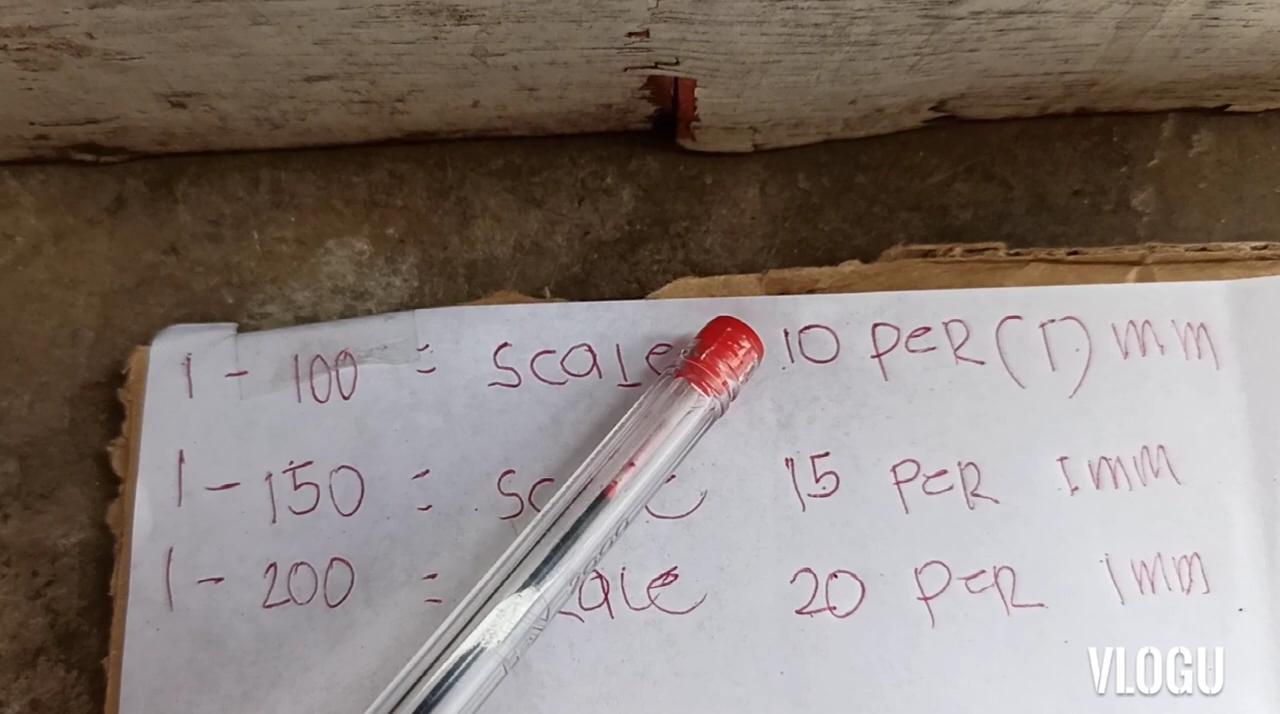 1 - 100 = scale 10 per (1) mm
1 - 150 = 15 per 1mm
1 - 200 = scale 20 per 1mm
VLOGU